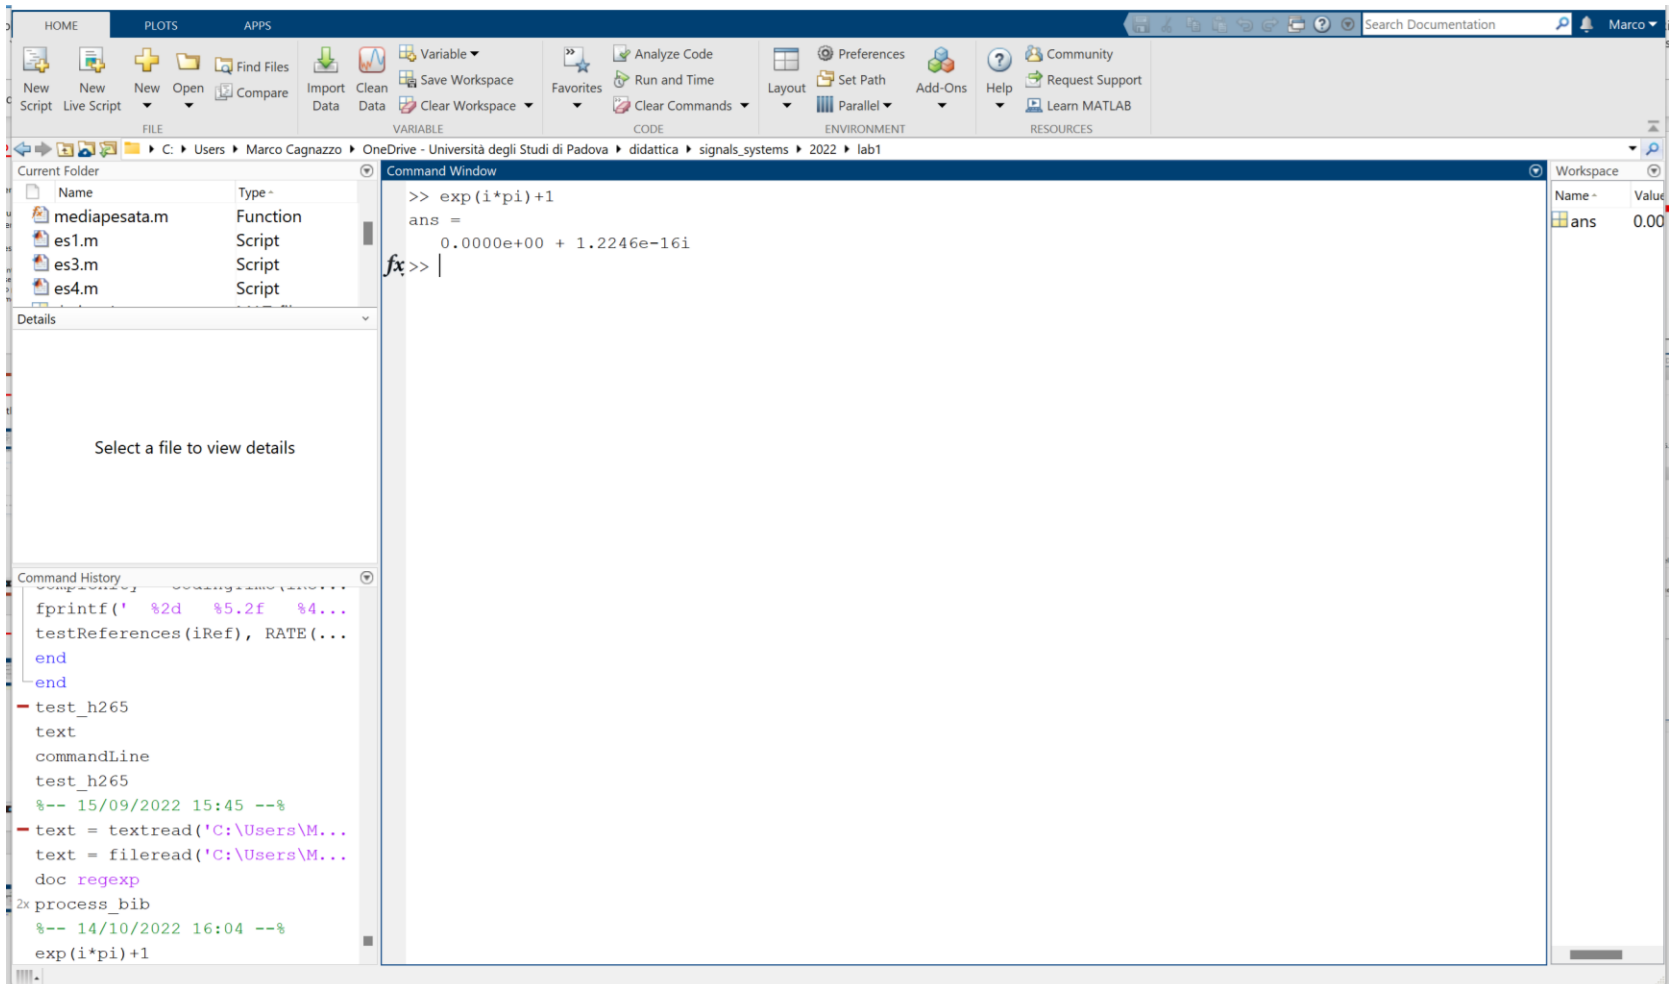 HOME PLOTS APPS Search Documentation Marco
New Script
New Live Script
New
Open
Find Files
Compare
FILE
Import Data
Clean Data
Variable
Save Workspace
Clear Workspace
VARIABLE
Favorites
Analyze Code
Run and Time
Clear Commands
CODE
Layout
Preferences
Set Path
Parallel
Add-Ons
ENVIRONMENT
Help
Community
Request Support
Learn MATLAB
RESOURCES
C: Users Marco Cagnazzo OneDrive - Università degli Studi di Padova didattica signals_systems 2022 lab1
Current Folder
Name Type
mediapesata.m Function
es1.m Script
es3.m Script
es4.m Script
Details
Select a file to view details
Command History
fprintf(' %2d %5.2f %4...
testReferences(iRef), RATE(...
end
end
test_h265
text
commandLine
test_h265
%-- 15/09/2022 15:45 --%
text = textread('C:\Users\M...
text = fileread('C:\Users\M...
doc regexp
2x process_bib
%-- 14/10/2022 16:04 --%
exp(i*pi)+1
Command Window
>> exp(i*pi)+1
ans =
0.0000e+00 + 1.2246e-16i
fx >>
Workspace
Name Value
ans 0.00